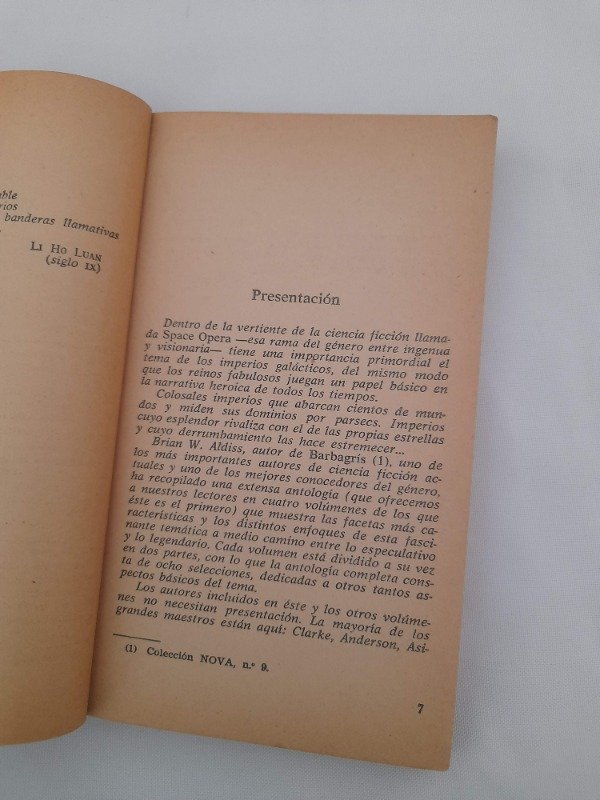 able
rios
banderas llamativas
LI HO LUAN
(siglo IX)
Presentación
Dentro de la vertiente de la ciencia ficción llama-
da Space Opera —esa rama del género entre ingenua
y visionaria— tiene una importancia primordial el
tema de los imperios galácticos, del mismo modo
que los reinos fabulosos juegan un papel básico en
la narrativa heroica de todos los tiempos.
Colosales imperios que abarcan cientos de mun-
dos y miden sus dominios por parsecs. Imperios
cuyo esplendor rivaliza con el de las propias estrellas
y cuyo derrumbamiento las hace estremecer...
Brian W. Aldiss, autor de Barbagrís (1), uno de
los más importantes autores de ciencia ficción ac-
tuales y uno de los mejores conocedores del género,
ha recopilado una extensa antología (que ofrecemos
a nuestros lectores en cuatro volúmenes de los que
éste es el primero) que muestra las facetas más ca-
racterísticas y los distintos enfoques de esta fasci-
nante temática a medio camino entre lo especulativo
y lo legendario. Cada volumen está dividido a su vez
en dos partes, con lo que la antología completa cons-
ta de ocho selecciones, dedicadas a otros tantos as-
pectos básicos del tema.
Los autores incluidos en éste y los otros volúme-
nes no necesitan presentación. La mayoría de los
grandes maestros están aquí: Clarke, Anderson, Asi-
(1) Colección NOVA, n.º 9.
7